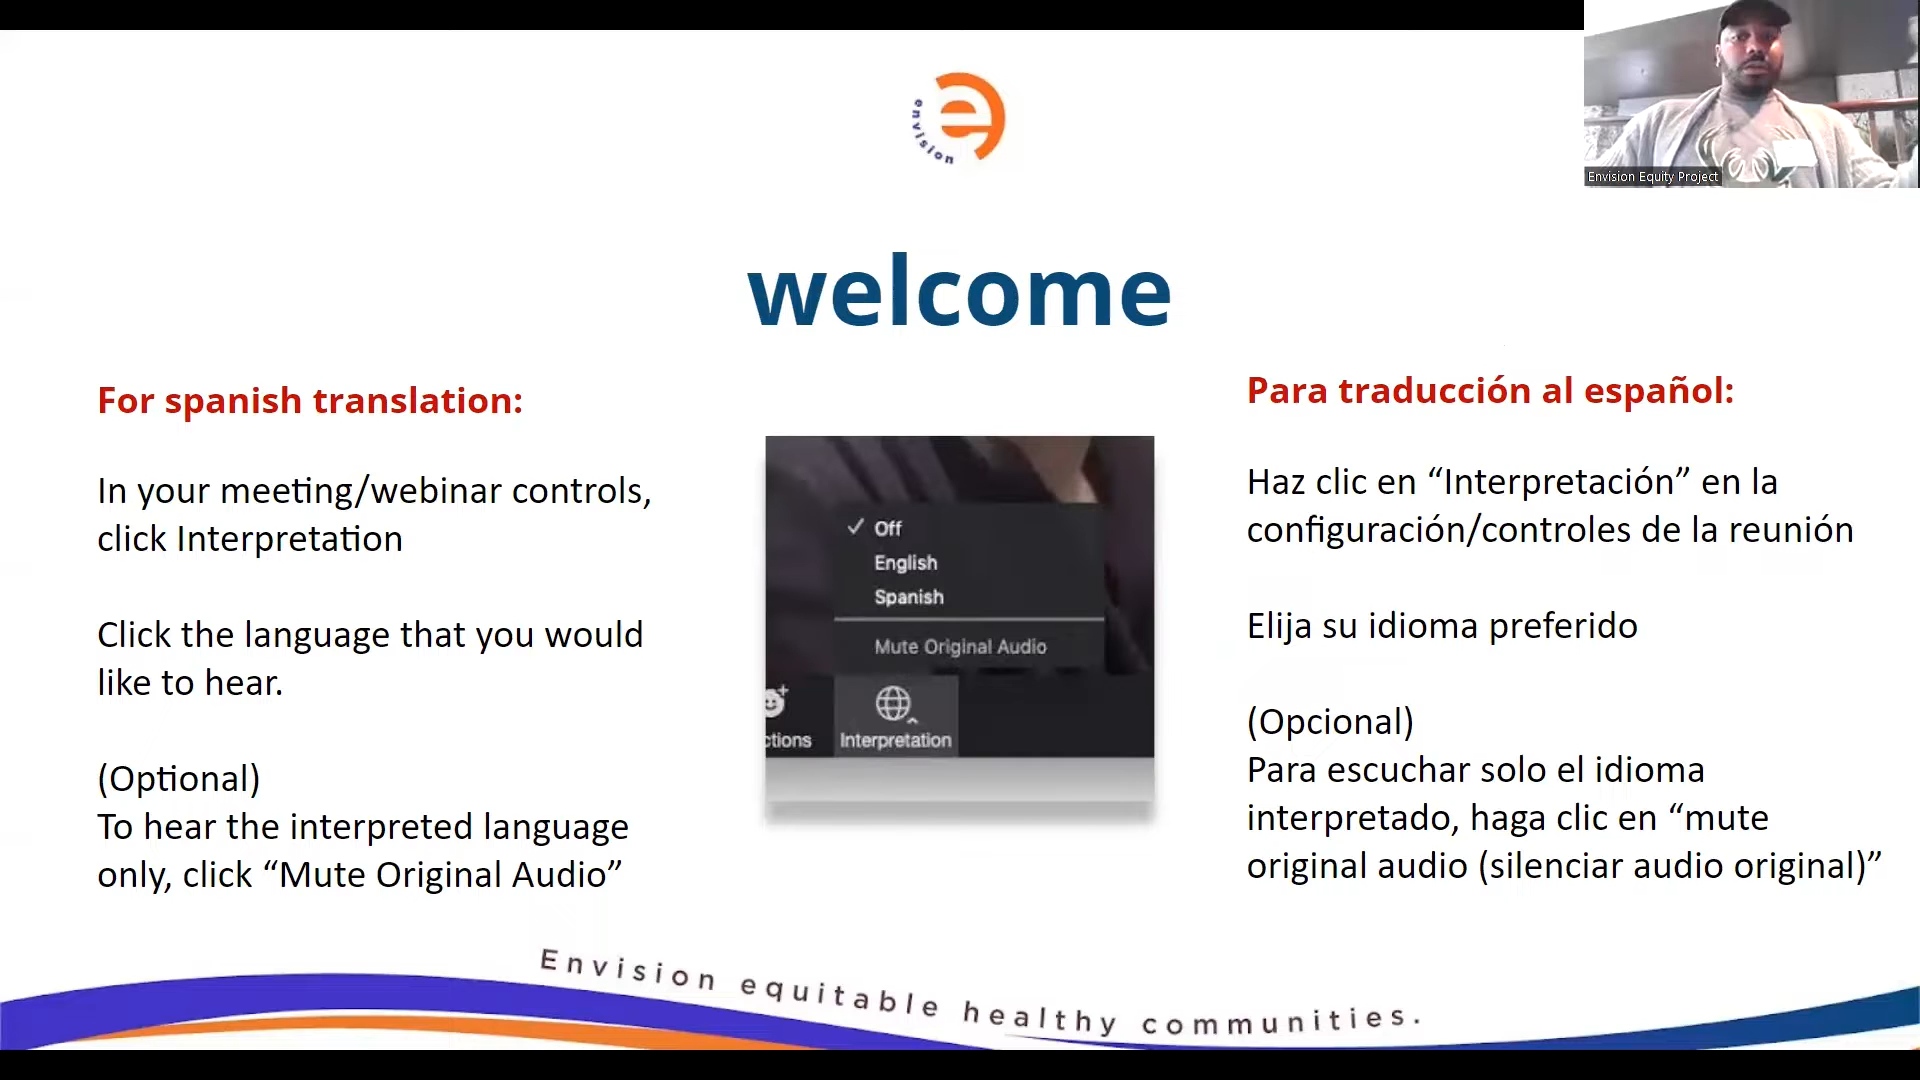 envision
Envision Equity Project
welcome
For spanish translation:
In your meeting/webinar controls,
click Interpretation
Click the language that you would
like to hear.
(Optional)
To hear the interpreted language
only, click “Mute Original Audio”
✓ Off
English
Spanish
Mute Original Audio
ctions
Interpretation
Para traducción al español:
Haz clic en “Interpretación” en la
configuración/controles de la reunión
Elija su idioma preferido
(Opcional)
Para escuchar solo el idioma
interpretado, haga clic en “mute
original audio (silenciar audio original)”
Envision equitable healthy communities.